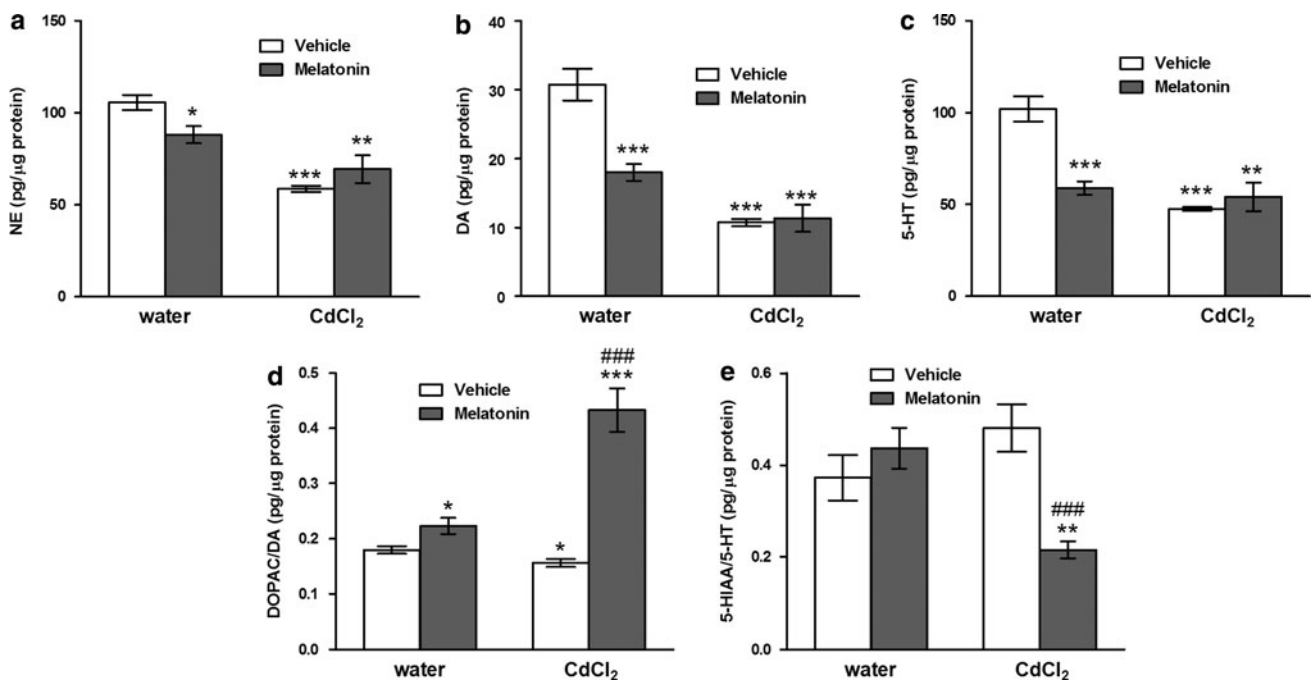 a
150
100
50
0
NE (pg/µg protein)
Vehicle
Melatonin
*
***
**
water
CdCl₂
b
40
30
20
10
0
DA (pg/µg protein)
Vehicle
Melatonin
***
***
***
water
CdCl₂
c
150
100
50
0
5-HT (pg/µg protein)
Vehicle
Melatonin
***
***
**
water
CdCl₂
d
0.5
0.4
0.3
0.2
0.1
0.0
DOPAC/DA (pg/µg protein)
Vehicle
Melatonin
*
*
###
***
water
CdCl₂
e
0.6
0.4
0.2
0.0
5-HIAA/5-HT (pg/µg protein)
Vehicle
Melatonin
###
**
water
CdCl₂